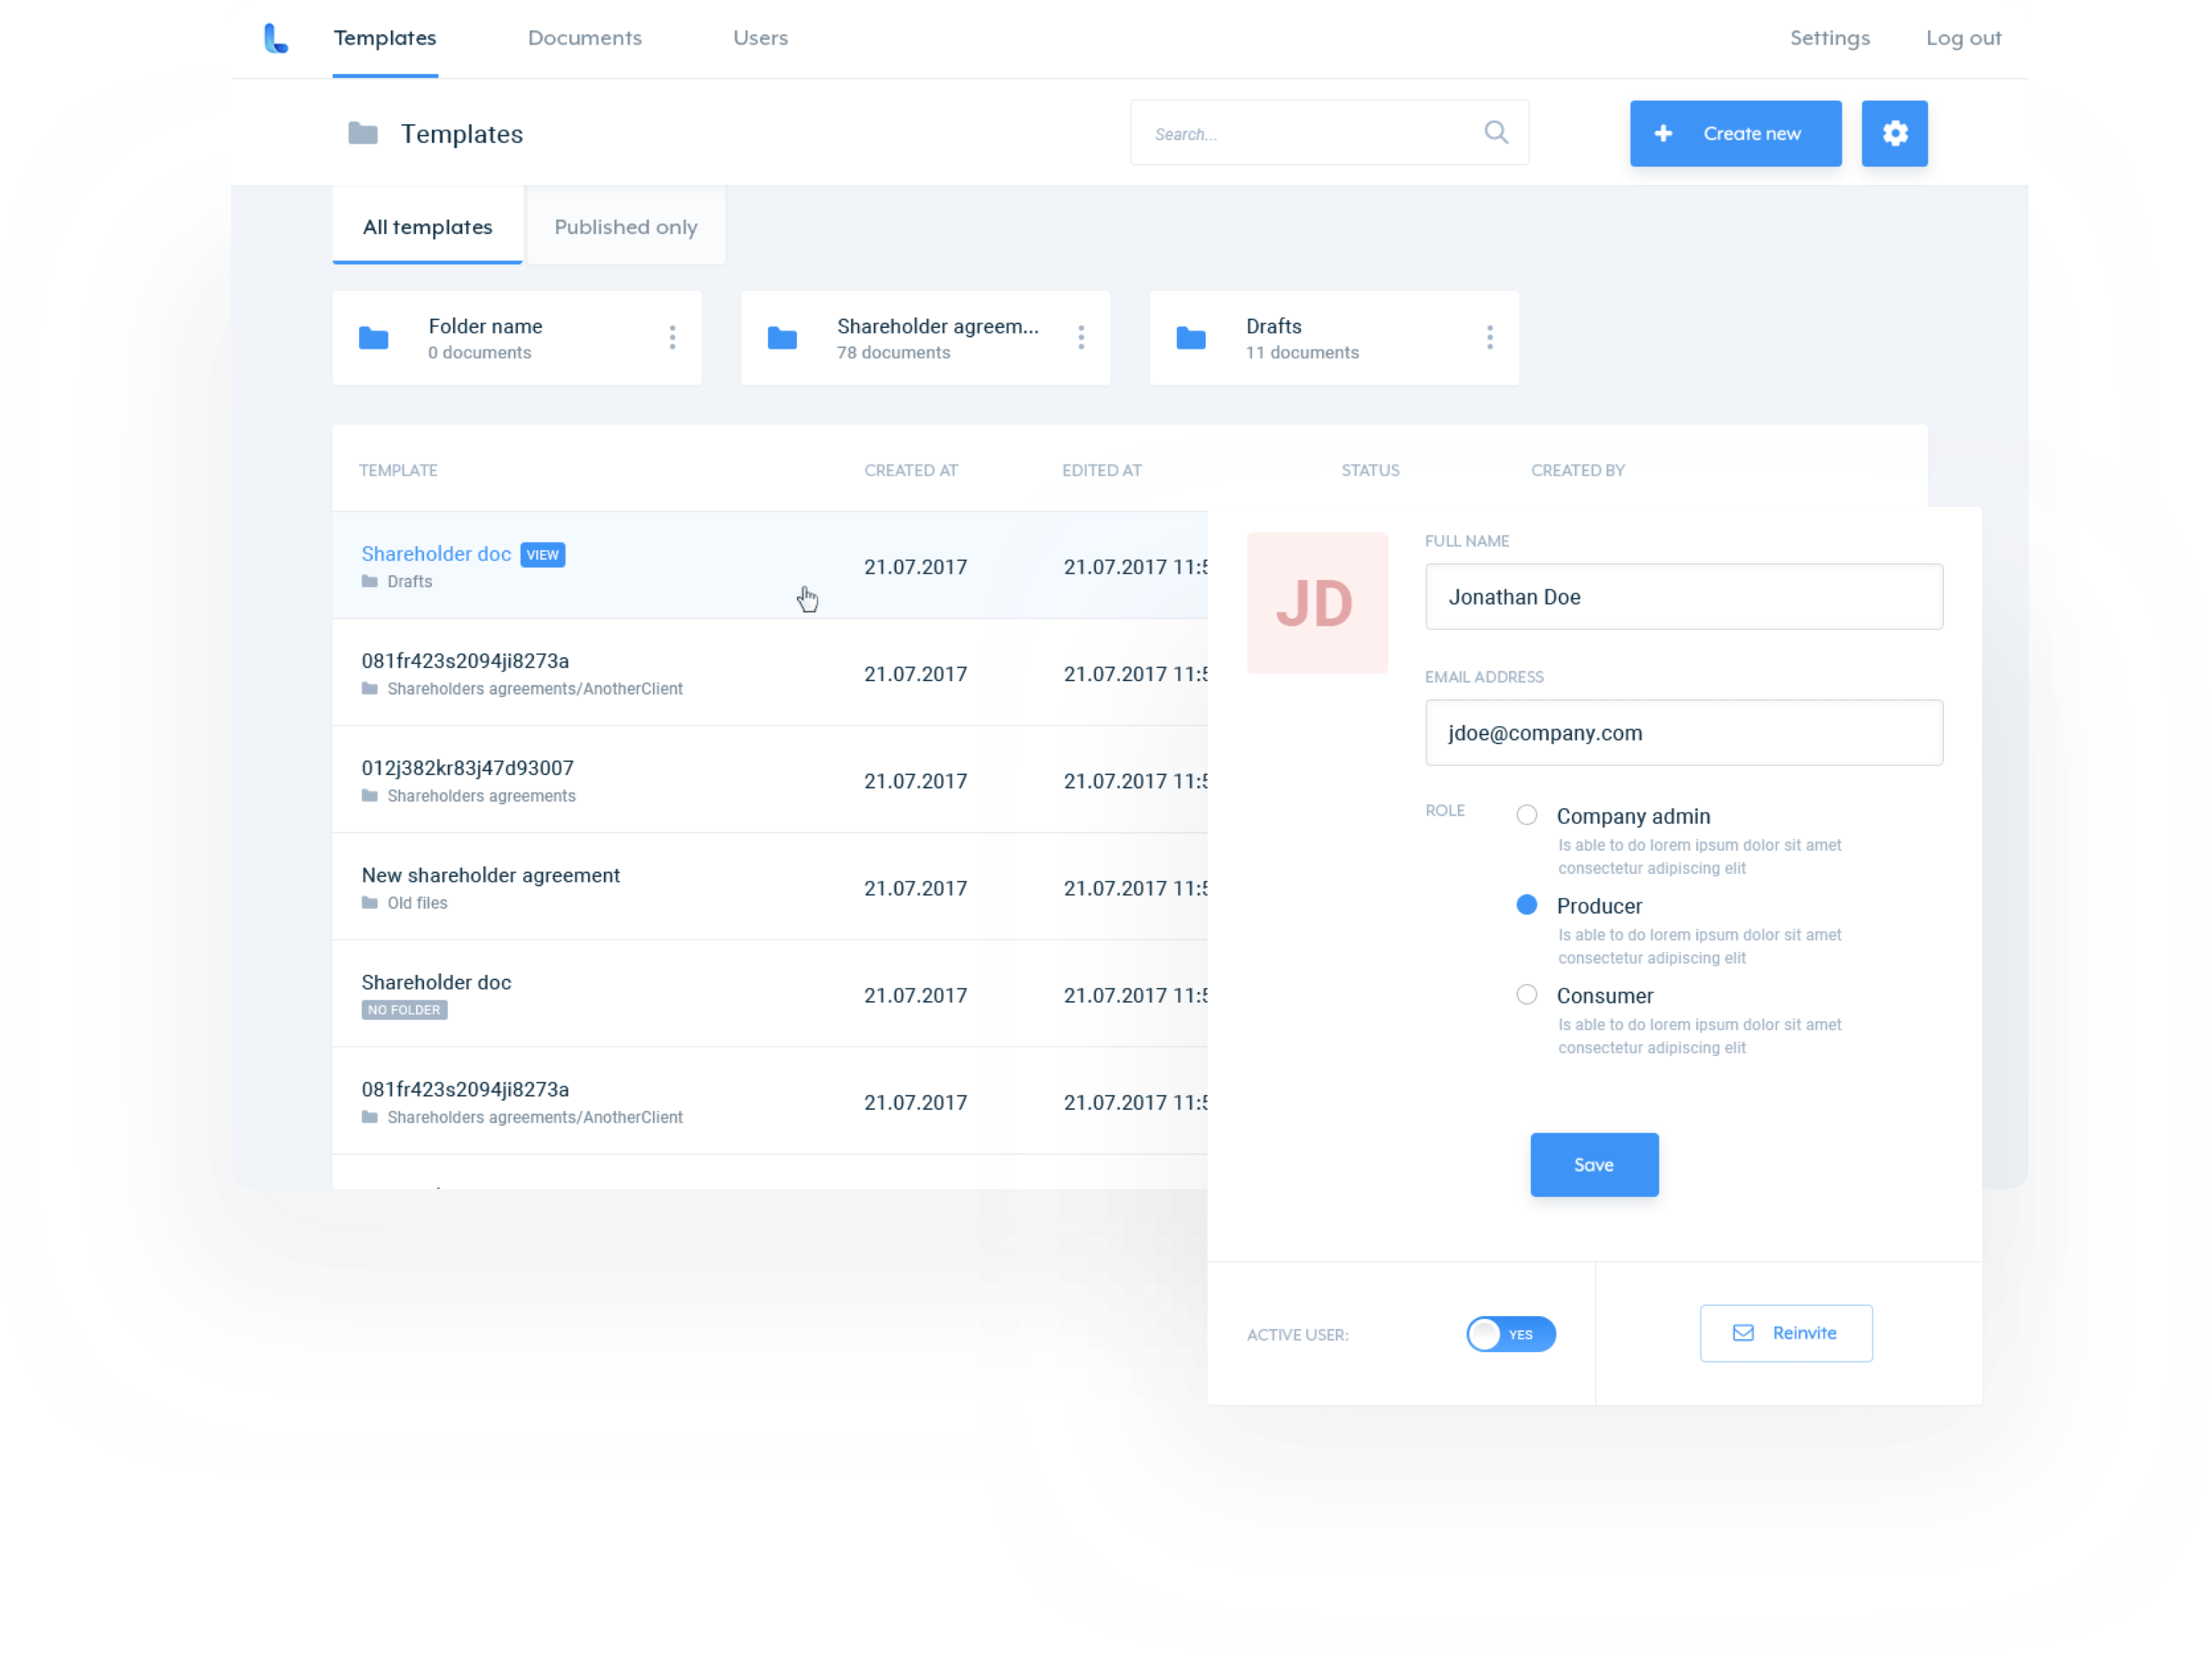 Templates
Documents
Users
Settings
Log out
Templates
Search...
Create new
All templates
Published only
Folder name
0 documents
Shareholder agreem...
78 documents
Drafts
11 documents
TEMPLATE
CREATED AT
EDITED AT
STATUS
CREATED BY
Shareholder doc VIEW
Drafts
21.07.2017
21.07.2017 11:5
081fr423s2094ji8273a
Shareholders agreements/AnotherClient
21.07.2017
21.07.2017 11:5
012j382kr83j47d93007
Shareholders agreements
21.07.2017
21.07.2017 11:5
New shareholder agreement
Old files
21.07.2017
21.07.2017 11:5
Shareholder doc
NO FOLDER
21.07.2017
21.07.2017 11:5
081fr423s2094ji8273a
Shareholders agreements/AnotherClient
21.07.2017
21.07.2017 11:5
JD
FULL NAME
Jonathan Doe
EMAIL ADDRESS
jdoe@company.com
ROLE
Company admin
Is able to do lorem ipsum dolor sit amet
consectetur adipiscing elit
Producer
Is able to do lorem ipsum dolor sit amet
consectetur adipiscing elit
Consumer
Is able to do lorem ipsum dolor sit amet
consectetur adipiscing elit
Save
ACTIVE USER:
YES
Reinvite